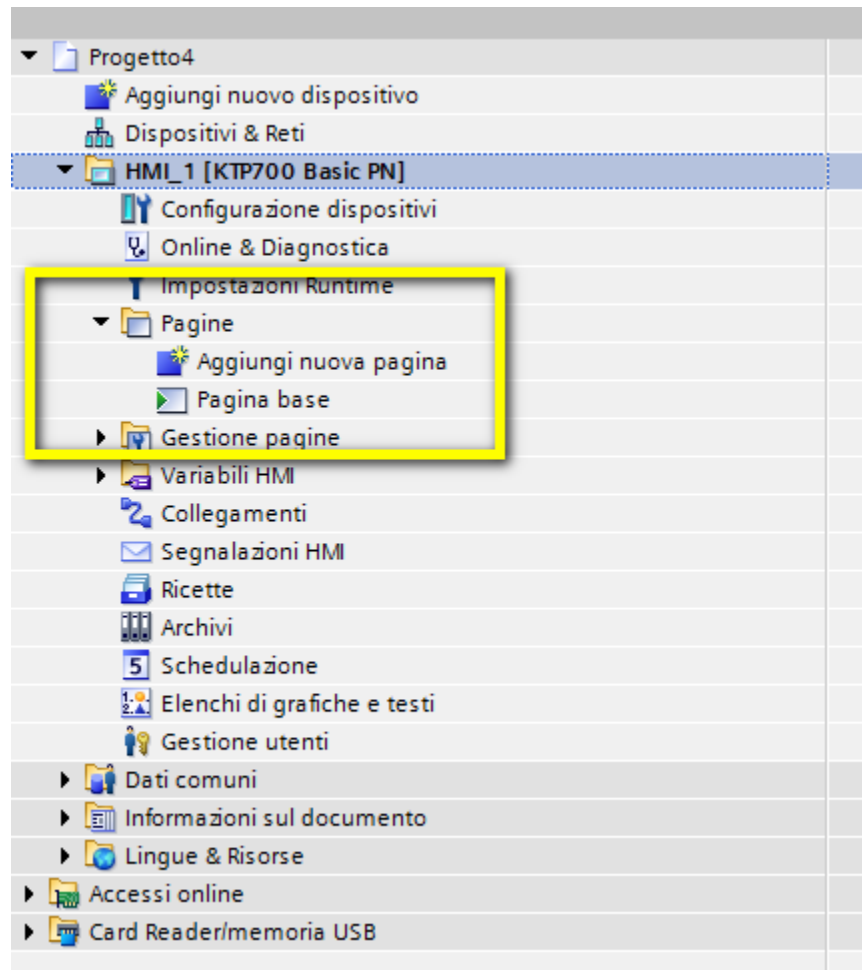 Progetto4
Aggiungi nuovo dispositivo
Dispositivi & Reti
HMI_1 [KTP700 Basic PN]
Configurazione dispositivi
Online & Diagnostica
Impostazioni Runtime
Pagine
Aggiungi nuova pagina
Pagina base
Gestione pagine
Variabili HMI
Collegamenti
Segnalazioni HMI
Ricette
Archivi
Schedulazione
Elenchi di grafiche e testi
Gestione utenti
Dati comuni
Informazioni sul documento
Lingue & Risorse
Accessi online
Card Reader/memoria USB